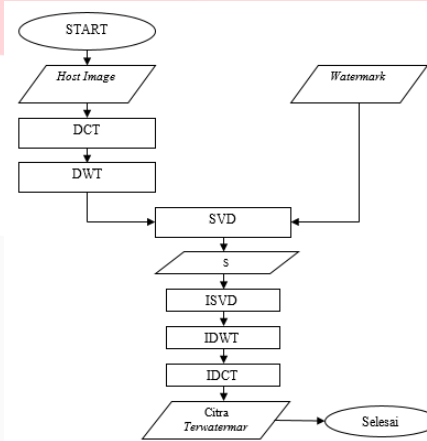 START
Host Image
Watermark
DCT
DWT
SVD
S
ISVD
IDWT
IDCT
Citra
Terwatermar
Selesai